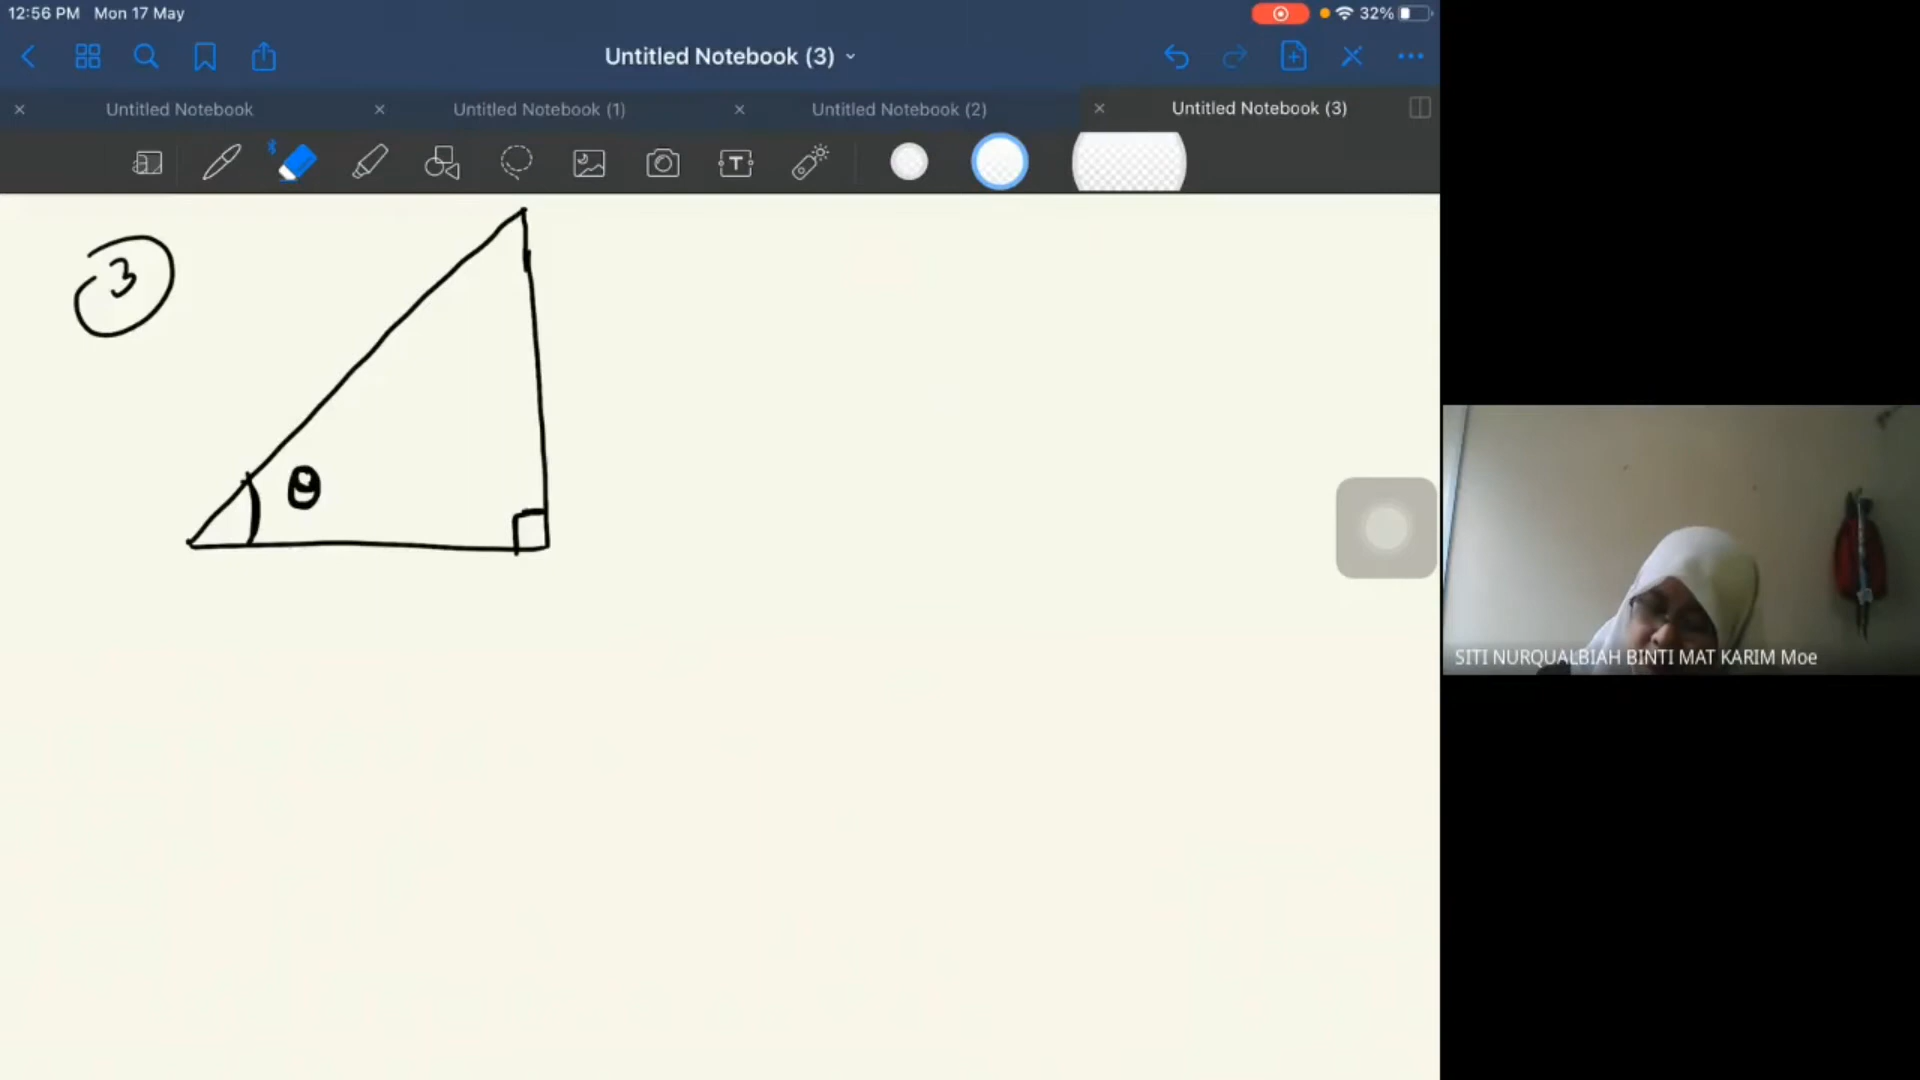 12:56 PM Mon 17 May
32%
Untitled Notebook (3)
Untitled Notebook
Untitled Notebook (1)
Untitled Notebook (2)
Untitled Notebook (3)
T
3
θ
SITI NURQUALBIAH BINTI MAT KARIM Moe